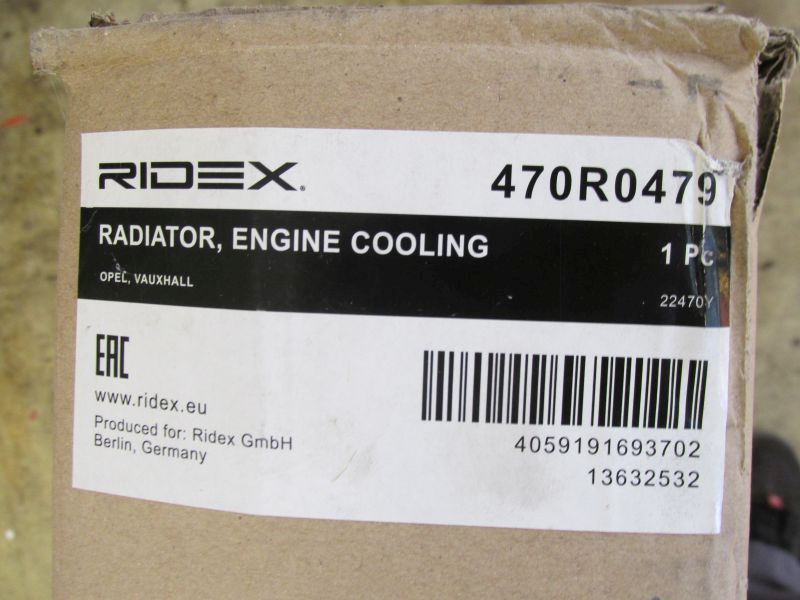 RIDEX. 470R0479
RADIATOR, ENGINE COOLING 1 Pc
OPEL, VAUXHALL 22470Y
EAC
www.ridex.eu
Produced for: Ridex GmbH
Berlin, Germany
4059191693702
13632532